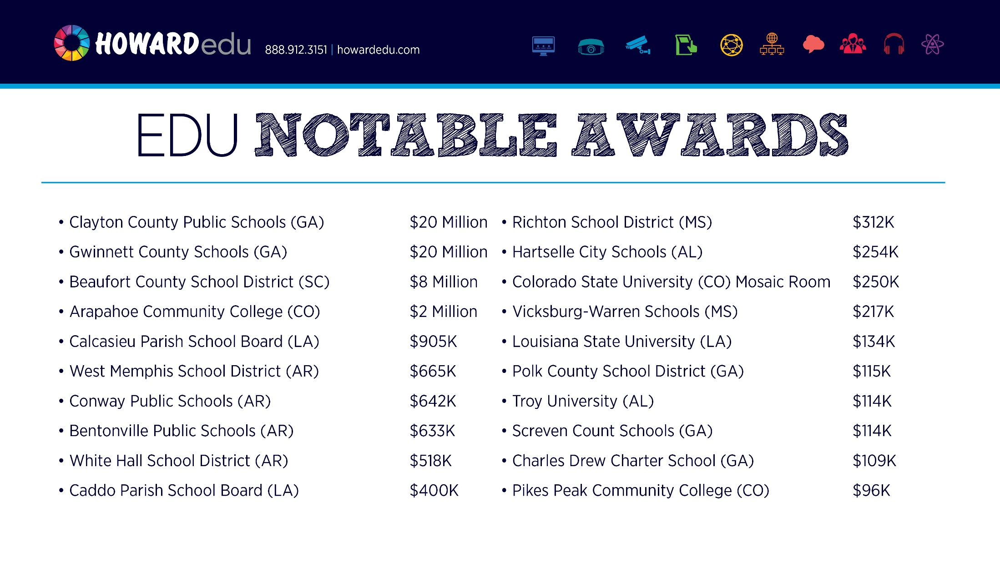 HOWARD edu 888.912.3151 | howardedu.com
EDU NOTABLE AWARDS
• Clayton County Public Schools (GA) $20 Million
• Gwinnett County Schools (GA) $20 Million
• Beaufort County School District (SC) $8 Million
• Arapahoe Community College (CO) $2 Million
• Calcasieu Parish School Board (LA) $905K
• West Memphis School District (AR) $665K
• Conway Public Schools (AR) $642K
• Bentonville Public Schools (AR) $633K
• White Hall School District (AR) $518K
• Caddo Parish School Board (LA) $400K
• Richton School District (MS) $312K
• Hartselle City Schools (AL) $254K
• Colorado State University (CO) Mosaic Room $250K
• Vicksburg-Warren Schools (MS) $217K
• Louisiana State University (LA) $134K
• Polk County School District (GA) $115K
• Troy University (AL) $114K
• Screven Count Schools (GA) $114K
• Charles Drew Charter School (GA) $109K
• Pikes Peak Community College (CO) $96K